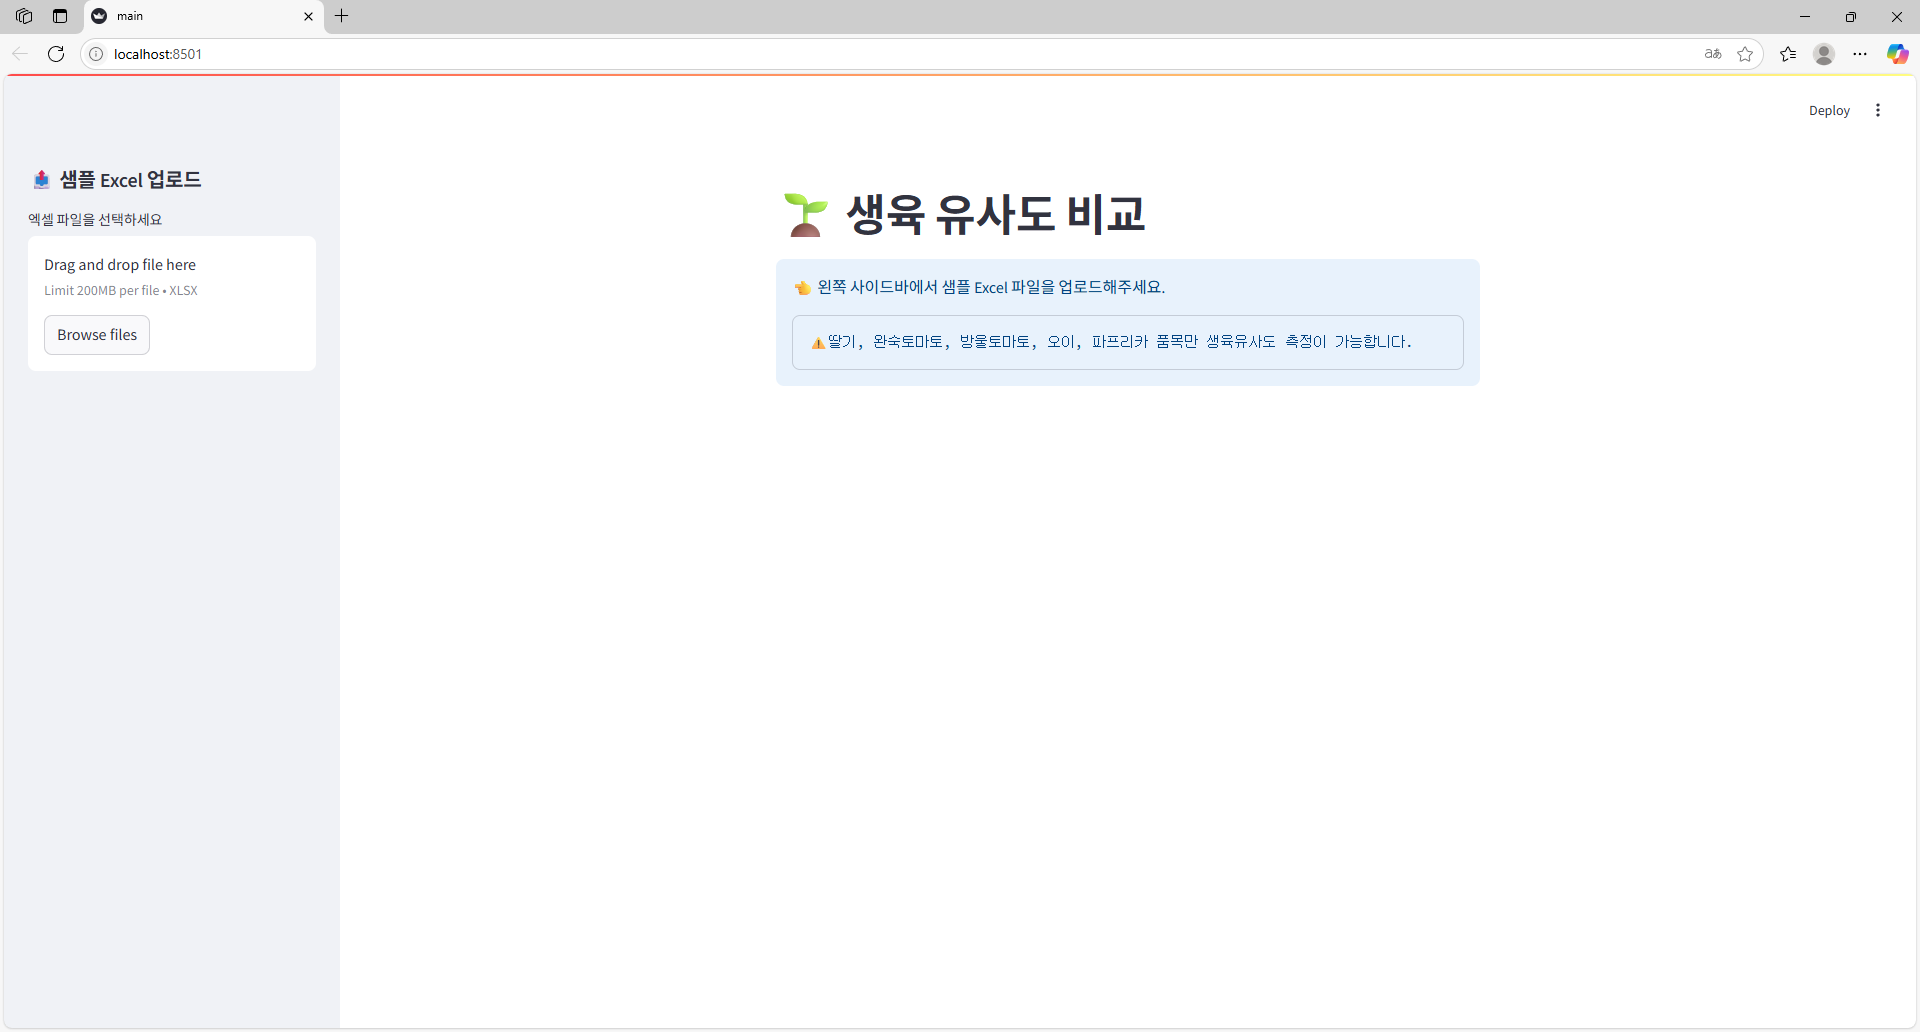 main
localhost:8501
aあ
Deploy
샘플 Excel 업로드
엑셀 파일을 선택하세요
Drag and drop file here
Limit 200MB per file • XLSX
Browse files
생육 유사도 비교
왼쪽 사이드바에서 샘플 Excel 파일을 업로드해주세요.
딸기, 완숙토마토, 방울토마토, 오이, 파프리카 품목만 생육유사도 측정이 가능합니다.